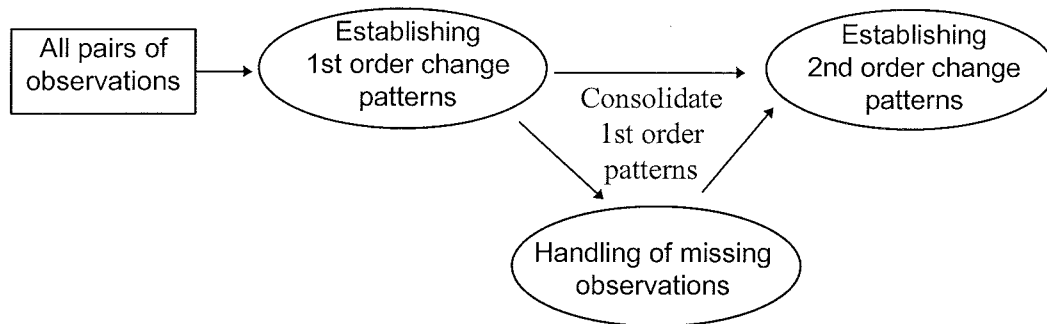 All pairs of
observations
Establishing
1st order change
patterns
Consolidate
1st order
patterns
Establishing
2nd order change
patterns
Handling of missing
observations